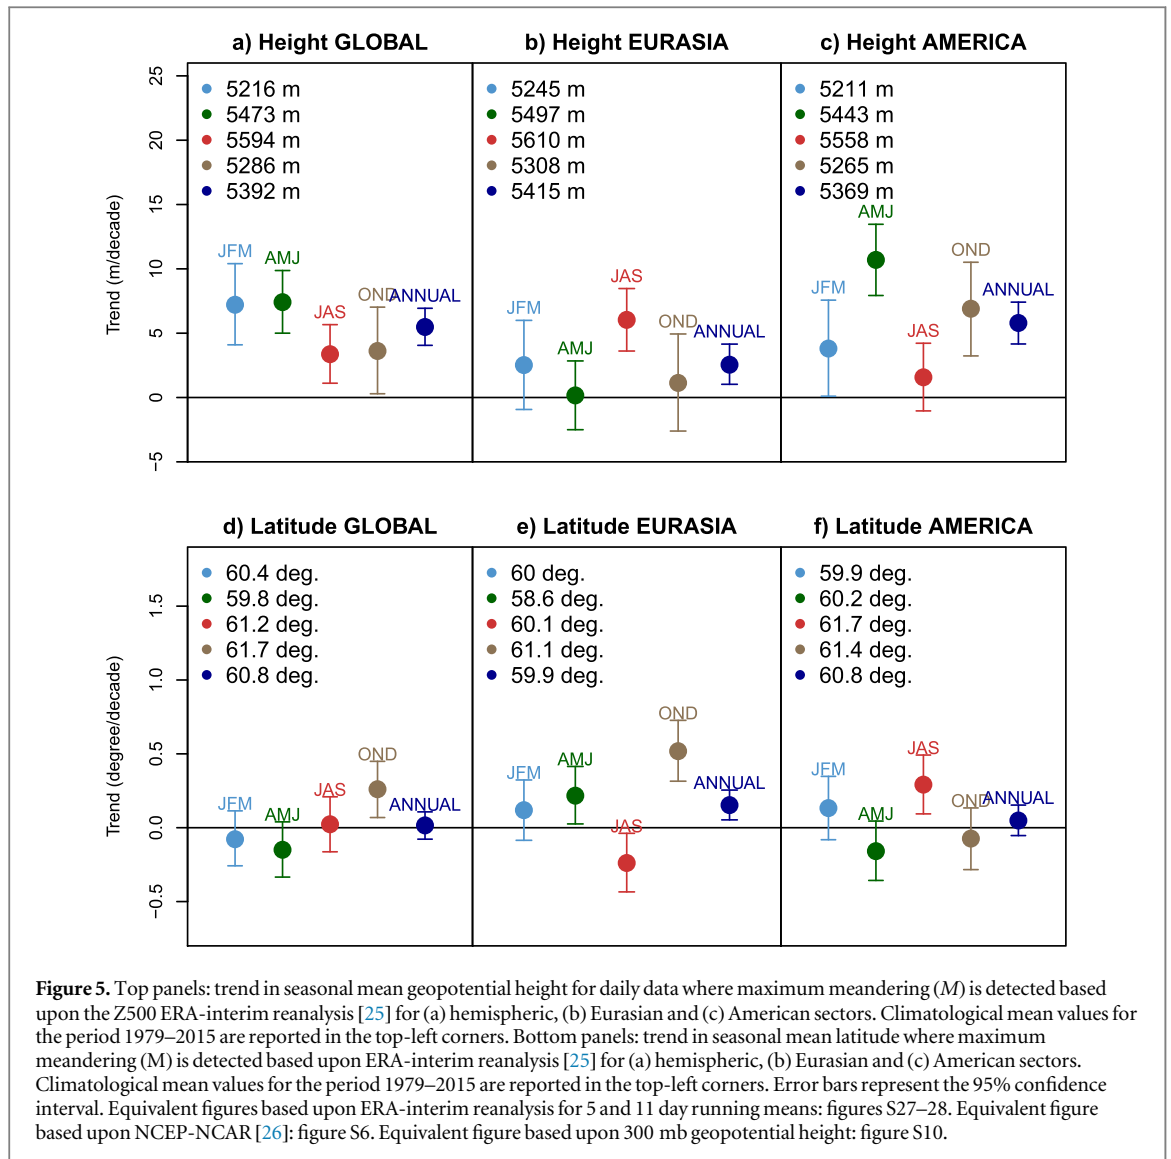 a) Height GLOBAL
b) Height EURASIA
c) Height AMERICA
Trend (m/decade)
25
20
15
10
5
0
−5
5216 m
5473 m
5594 m
5286 m
5392 m
JFM
AMJ
JAS
OND
ANNUAL
5245 m
5497 m
5610 m
5308 m
5415 m
JFM
AMJ
JAS
OND
ANNUAL
5211 m
5443 m
5558 m
5265 m
5369 m
JFM
AMJ
JAS
OND
ANNUAL
d) Latitude GLOBAL
e) Latitude EURASIA
f) Latitude AMERICA
Trend (degree/decade)
1.5
1.0
0.5
0.0
−0.5
60.4 deg.
59.8 deg.
61.2 deg.
61.7 deg.
60.8 deg.
JFM
AMJ
JAS
OND
ANNUAL
60 deg.
58.6 deg.
60.1 deg.
61.1 deg.
59.9 deg.
JFM
AMJ
JAS
OND
ANNUAL
59.9 deg.
60.2 deg.
61.7 deg.
61.4 deg.
60.8 deg.
JFM
AMJ
JAS
OND
ANNUAL
Figure 5. Top panels: trend in seasonal mean geopotential height for daily data where maximum meandering (M) is detected based
upon the Z500 ERA-interim reanalysis [25] for (a) hemispheric, (b) Eurasian and (c) American sectors. Climatological mean values for
the period 1979–2015 are reported in the top-left corners. Bottom panels: trend in seasonal mean latitude where maximum
meandering (M) is detected based upon ERA-interim reanalysis [25] for (a) hemispheric, (b) Eurasian and (c) American sectors.
Climatological mean values for the period 1979–2015 are reported in the top-left corners. Error bars represent the 95% confidence
interval. Equivalent figures based upon ERA-interim reanalysis for 5 and 11 day running means: figures S27–28. Equivalent figure
based upon NCEP-NCAR [26]: figure S6. Equivalent figure based upon 300 mb geopotential height: figure S10.